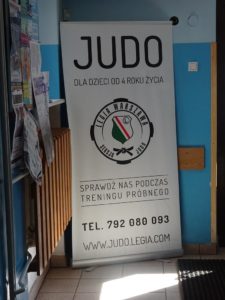 JUDO
DLA DZIECI OD 4 ROKU ŻYCIA
LEGIA WARSZAWA
JUDO
SPRAWDŹ NAS PODCZAS
TRENINGU PRÓBNEGO
TEL. 792 080 093
WWW.JUDO.LEGIA.COM